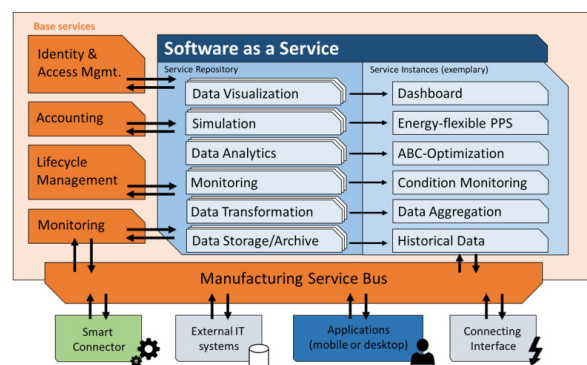 Base services
Identity &
Access Mgmt.
Accounting
Lifecycle
Management
Monitoring
Software as a Service
Service Repository
Service Instances (exemplary)
Data Visualization
Dashboard
Simulation
Energy-flexible PPS
Data Analytics
ABC-Optimization
Monitoring
Condition Monitoring
Data Transformation
Data Aggregation
Data Storage/Archive
Historical Data
Manufacturing Service Bus
Smart
Connector
External IT
systems
Applications
(mobile or desktop)
Connecting
Interface